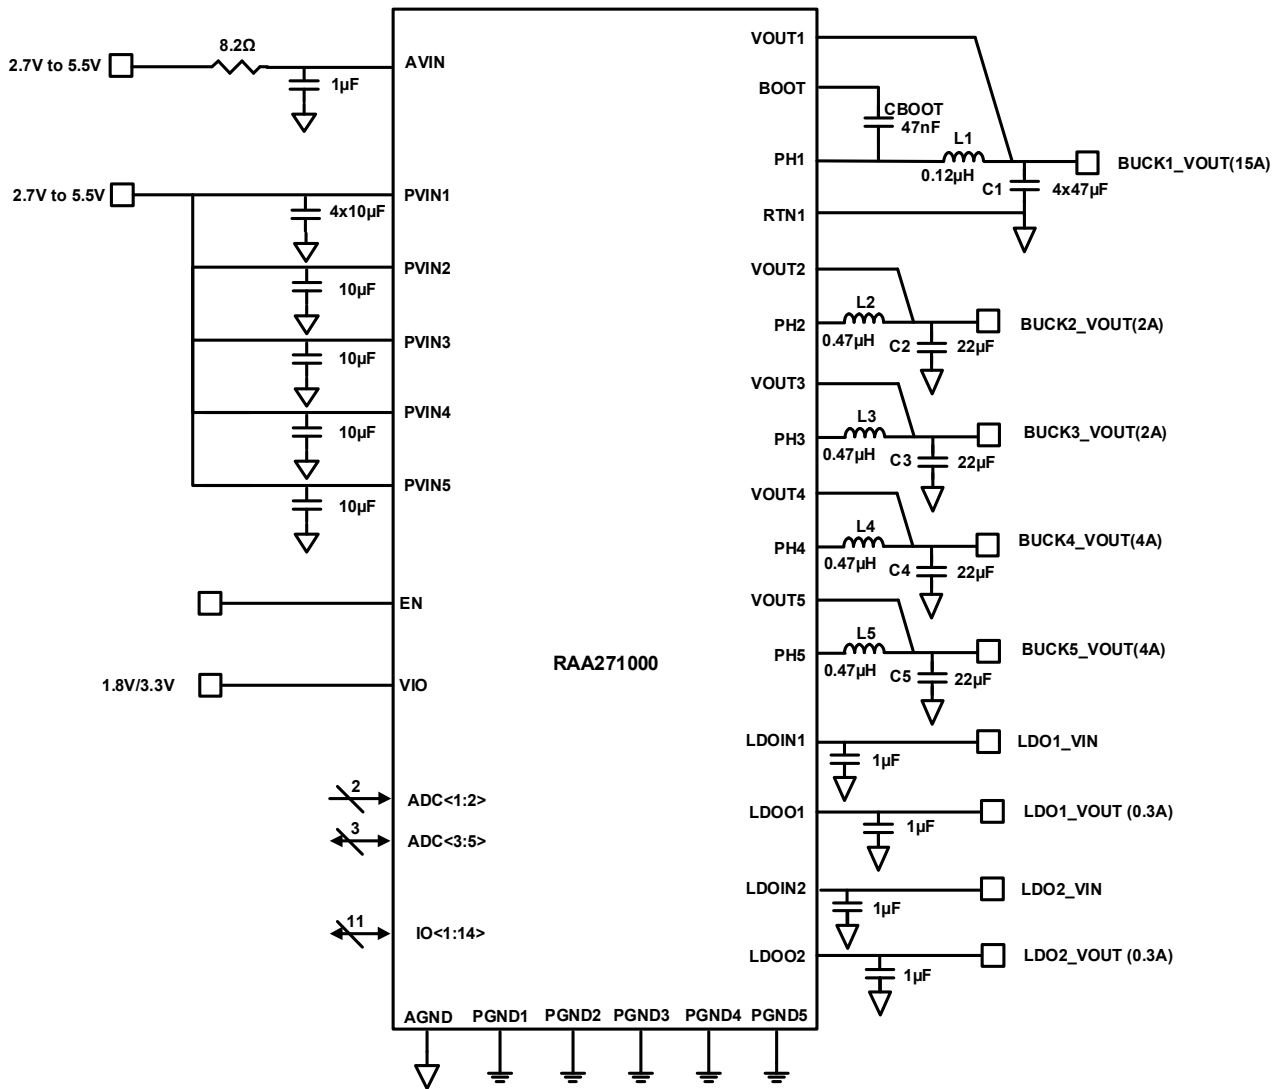 8.2Ω
2.7V to 5.5V
AVIN
1µF
2.7V to 5.5V
PVIN1
4x10µF
PVIN2
10µF
PVIN3
10µF
PVIN4
10µF
PVIN5
10µF
EN
1.8V/3.3V
VIO
2
ADC<1:2>
3
ADC<3:5>
11
IO<1:14>
RAA271000
AGND
PGND1
PGND2
PGND3
PGND4
PGND5
VOUT1
BOOT
CBOOT
47nF
L1
PH1
0.12µH
C1
4x47µF
BUCK1_VOUT(15A)
RTN1
VOUT2
L2
PH2
0.47µH
C2
22µF
BUCK2_VOUT(2A)
VOUT3
L3
PH3
0.47µH
C3
22µF
BUCK3_VOUT(2A)
VOUT4
L4
PH4
0.47µH
C4
22µF
BUCK4_VOUT(4A)
VOUT5
L5
PH5
0.47µH
C5
22µF
BUCK5_VOUT(4A)
LDOIN1
1µF
LDO1_VIN
LDOO1
1µF
LDO1_VOUT (0.3A)
LDOIN2
1µF
LDO2_VIN
LDOO2
1µF
LDO2_VOUT (0.3A)